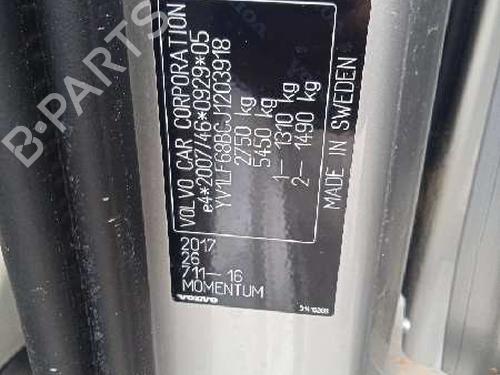 VOLVO CAR CORPORATION
e4*2007/46*0929*05
YV1LF68BCJ1203918
2750 kg
5450 kg
1- 1310 kg
2- 1490 kg
MADE IN SWEDEN
2017
26
711-16
MOMENTUM
VOLVO